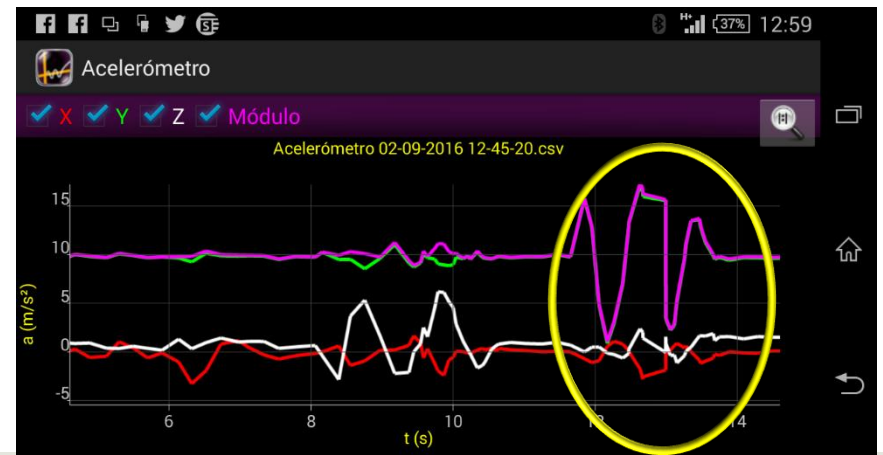 37% 12:59
Acelerómetro
X Y Z Módulo
Acelerómetro 02-09-2016 12-45-20.csv
15
10
5
0
-5
a (m/s²)
6 8 10 12 14
t (s)